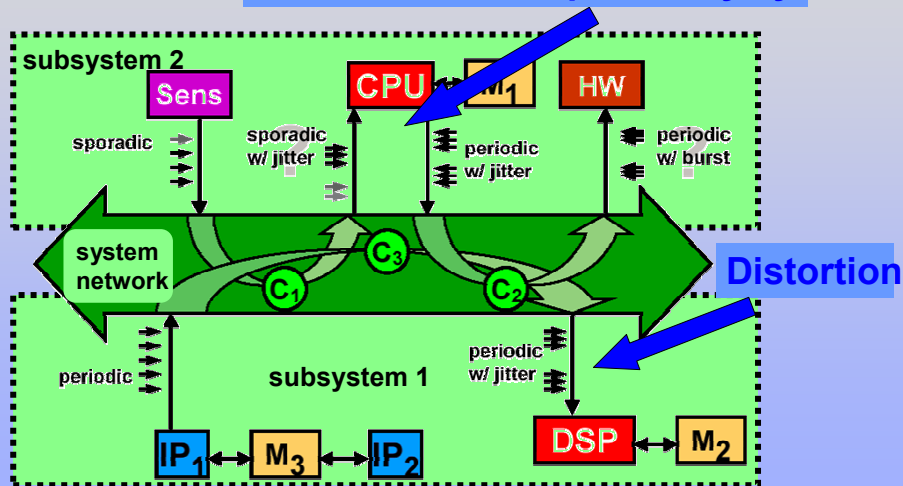 subsystem 2
Sens
CPU
M1
HW
sporadic
sporadic
w/ jitter
?
periodic
w/ jitter
periodic
w/ burst
?
system
network
C1
C3
C2
Distortion
periodic
subsystem 1
periodic
w/ jitter
IP1
M3
IP2
DSP
M2